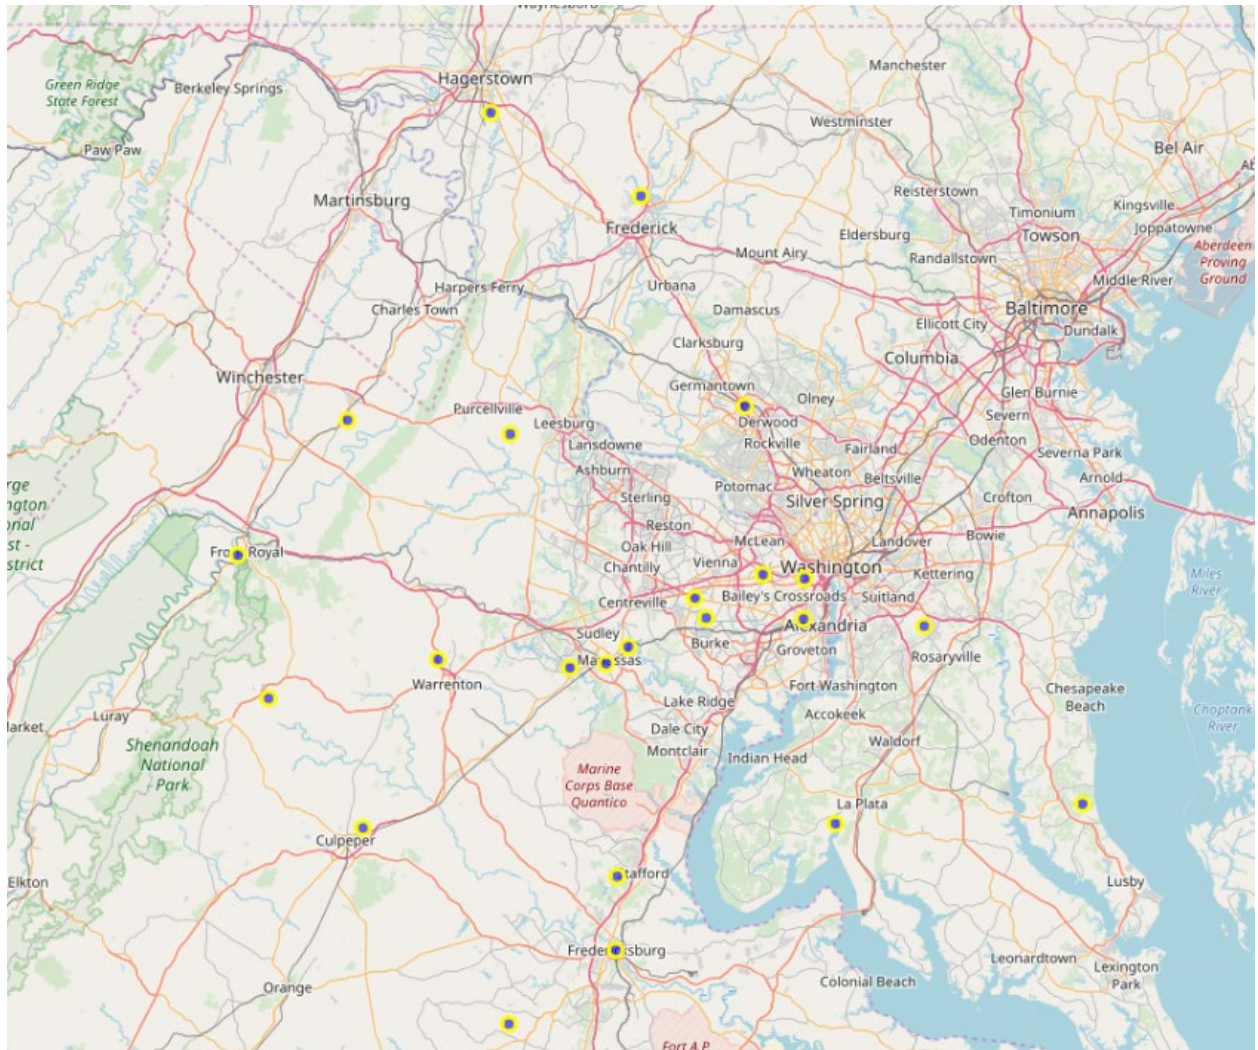 Waynesboro
Hagerstown
Manchester
Green Ridge
State Forest
Berkeley Springs
Westminster
Paw Paw
Bel Air
Martinsburg
Reisterstown
Kingsville
Timonium
Joppatowne
Frederick
Eldersburg
Towson
Aberdeen
Proving
Ground
Mount Airy
Randallstown
Middle River
Harpers Ferry
Urbana
Charles Town
Damascus
Baltimore
Ellicott City
Dundalk
Clarksburg
Columbia
Winchester
Germantown
Olney
Glen Burnie
Purcellville
Leesburg
Derwood
Severn
Lansdowne
Rockville
Fairland
Odenton
Severna Park
Ashburn
Wheaton
Beltsville
Arnold
Potomac
Sterling
Silver Spring
Crofton
Annapolis
Reston
McLean
Landover
Bowie
Oak Hill
Vienna
Chantilly
Washington
Kettering
Miles
River
Centreville
Bailey's Crossroads
Suitland
Sudley
Burke
Alexandria
Groveton
Rosaryville
Warrenton
Fort Washington
Chesapeake
Beach
Lake Ridge
Accokeek
Luray
Dale City
Waldorf
Choptank
River
Shenandoah
National
Park
Montclair
Indian Head
Marine
Corps Base
Quantico
La Plata
Culpeper
Elkton
Lusby
Orange
Colonial Beach
Leonardtown
Lexington
Park
Fort A.P.